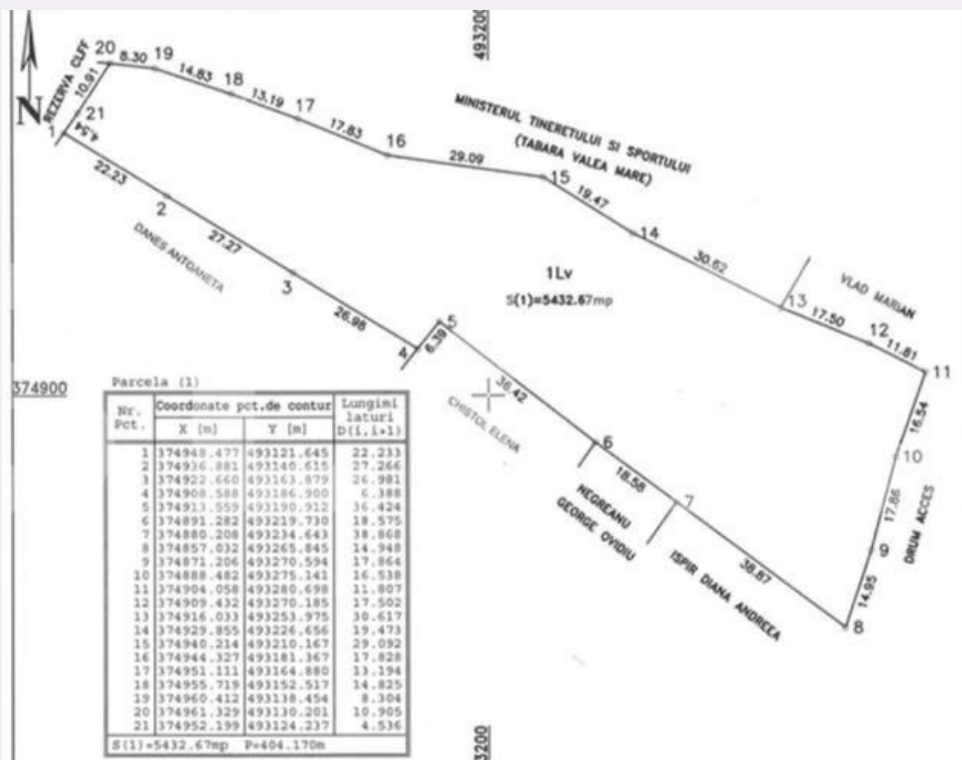 493200
N
REZERVA CLFF
20
8.30
19
14.83
18
13.19
17
17.83
16
29.09
15
19.47
14
30.62
13
17.50
12
11.81
11
16.54
10
17.86
9
14.95
8
38.87
7
18.58
6
36.42
5
6.39
4
26.98
3
27.27
2
22.23
1
4.54
21
10.91
MINISTERUL TINERETULUI SI SPORTULUI
(TABARA VALEA MARE)
VLAD MARIAN
1Lv
S(1)=5432.67mp
DANES ANTOANETA
CHISTOL ELENA
NEGREANU
GEORGE OVIDIU
ISPIR DIANA ANDREEA
DRUM ACCES
374900
Parcela (1)
Nr. Pct. Coordonate pct.de contur Lungimi laturi D(i,i+1)
X [m] Y [m]
1 374948.477 493121.645 22.233
2 374936.881 493140.615 27.266
3 374922.660 493163.879 26.981
4 374908.588 493186.900 6.388
5 374913.559 493190.912 36.424
6 374891.282 493219.730 18.575
7 374880.208 493234.643 38.868
8 374857.032 493265.845 14.948
9 374871.206 493270.594 17.864
10 374888.482 493275.141 16.538
11 374904.058 493280.698 11.807
12 374909.432 493270.185 17.502
13 374916.033 493253.975 30.617
14 374929.855 493226.656 19.473
15 374940.214 493210.167 29.092
16 374944.327 493181.367 17.828
17 374951.111 493164.880 13.194
18 374955.719 493152.517 14.825
19 374960.412 493138.454 8.304
20 374961.329 493130.201 10.905
21 374952.199 493124.237 4.536
S(1)=5432.67mp P=404.170m
3200